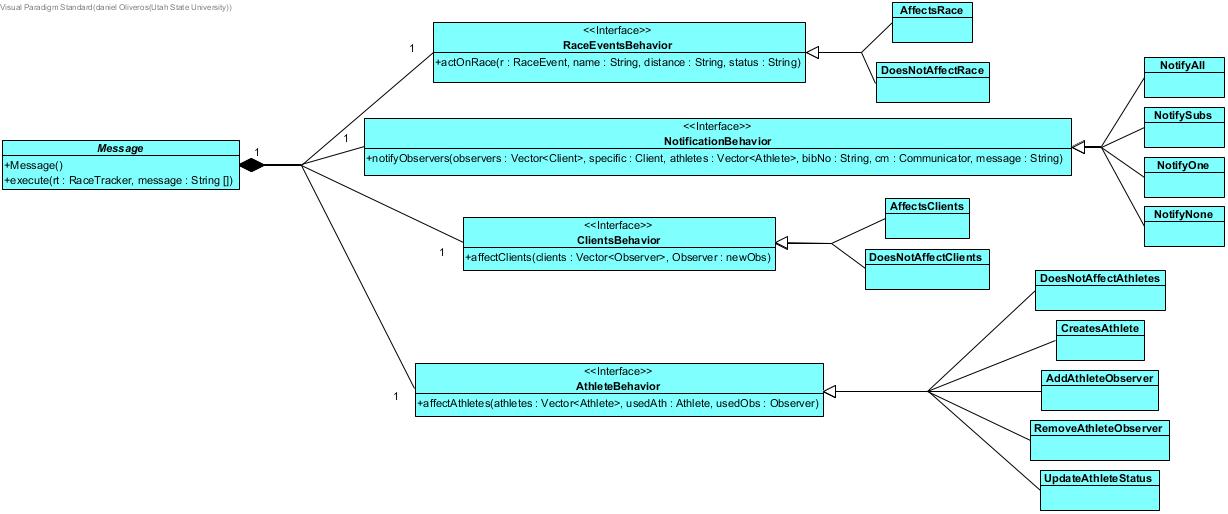 Visual Paradigm Standard(daniel Oliveros(Utah State University))
Message
+Message()
+execute(rt : RaceTracker, message : String [])
1
1
<<Interface>>
RaceEventsBehavior
+actOnRace(r : RaceEvent, name : String, distance : String, status : String)
AffectsRace
DoesNotAffectRace
1
<<Interface>>
NotificationBehavior
+notifyObservers(observers : Vector<Client>, specific : Client, athletes : Vector<Athlete>, bibNo : String, cm : Communicator, message : String)
NotifyAll
NotifySubs
NotifyOne
NotifyNone
1
<<Interface>>
ClientsBehavior
+affectClients(clients : Vector<Observer>, Observer : newObs)
AffectsClients
DoesNotAffectClients
1
<<Interface>>
AthleteBehavior
+affectAthletes(athletes : Vector<Athlete>, usedAth : Athlete, usedObs : Observer)
DoesNotAffectAthletes
CreatesAthlete
AddAthleteObserver
RemoveAthleteObserver
UpdateAthleteStatus